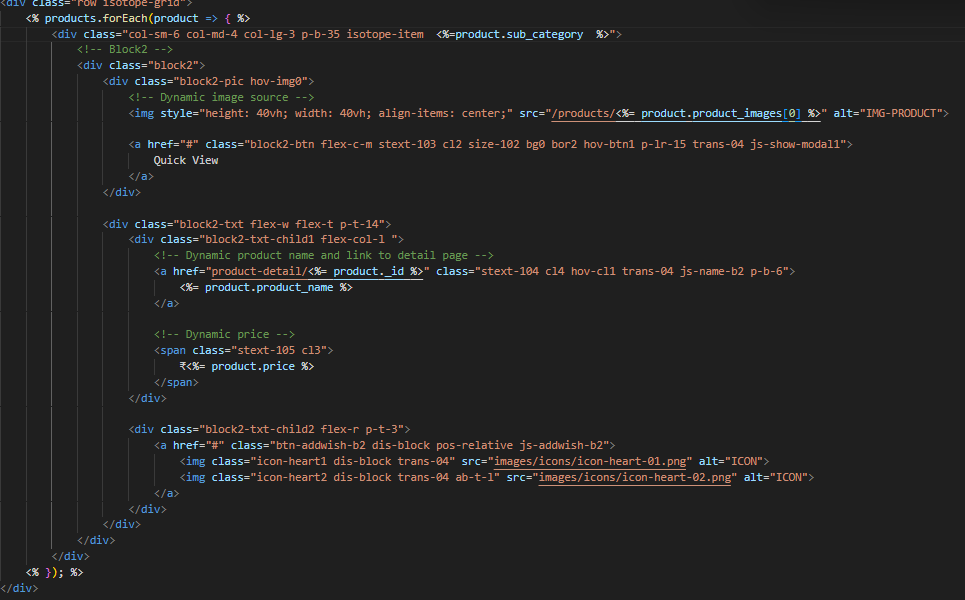 <div class="row isotope-grid">
<% products.forEach(product => { %>
<div class="col-sm-6 col-md-4 col-lg-3 p-b-35 isotope-item  <%=product.sub_category  %>">
<!-- Block2 -->
<div class="block2">
<div class="block2-pic hov-img0">
<!-- Dynamic image source -->
<img style="height: 40vh; width: 40vh; align-items: center;" src="/products/<%= product.product_images[0] %>" alt="IMG-PRODUCT">
<a href="#" class="block2-btn flex-c-m stext-103 cl2 size-102 bg0 bor2 hov-btn1 p-lr-15 trans-04 js-show-modal1">
Quick View
</a>
</div>
<div class="block2-txt flex-w flex-t p-t-14">
<div class="block2-txt-child1 flex-col-l ">
<!-- Dynamic product name and link to detail page -->
<a href="product-detail/<%= product._id %>" class="stext-104 cl4 hov-cl1 trans-04 js-name-b2 p-b-6">
<%= product.product_name %>
</a>
<!-- Dynamic price -->
<span class="stext-105 cl3">
₹<%= product.price %>
</span>
</div>
<div class="block2-txt-child2 flex-r p-t-3">
<a href="#" class="btn-addwish-b2 dis-block pos-relative js-addwish-b2">
<img class="icon-heart1 dis-block trans-04" src="images/icons/icon-heart-01.png" alt="ICON">
<img class="icon-heart2 dis-block trans-04 ab-t-l" src="images/icons/icon-heart-02.png" alt="ICON">
</a>
</div>
</div>
</div>
</div>
<% }); %>
</div>